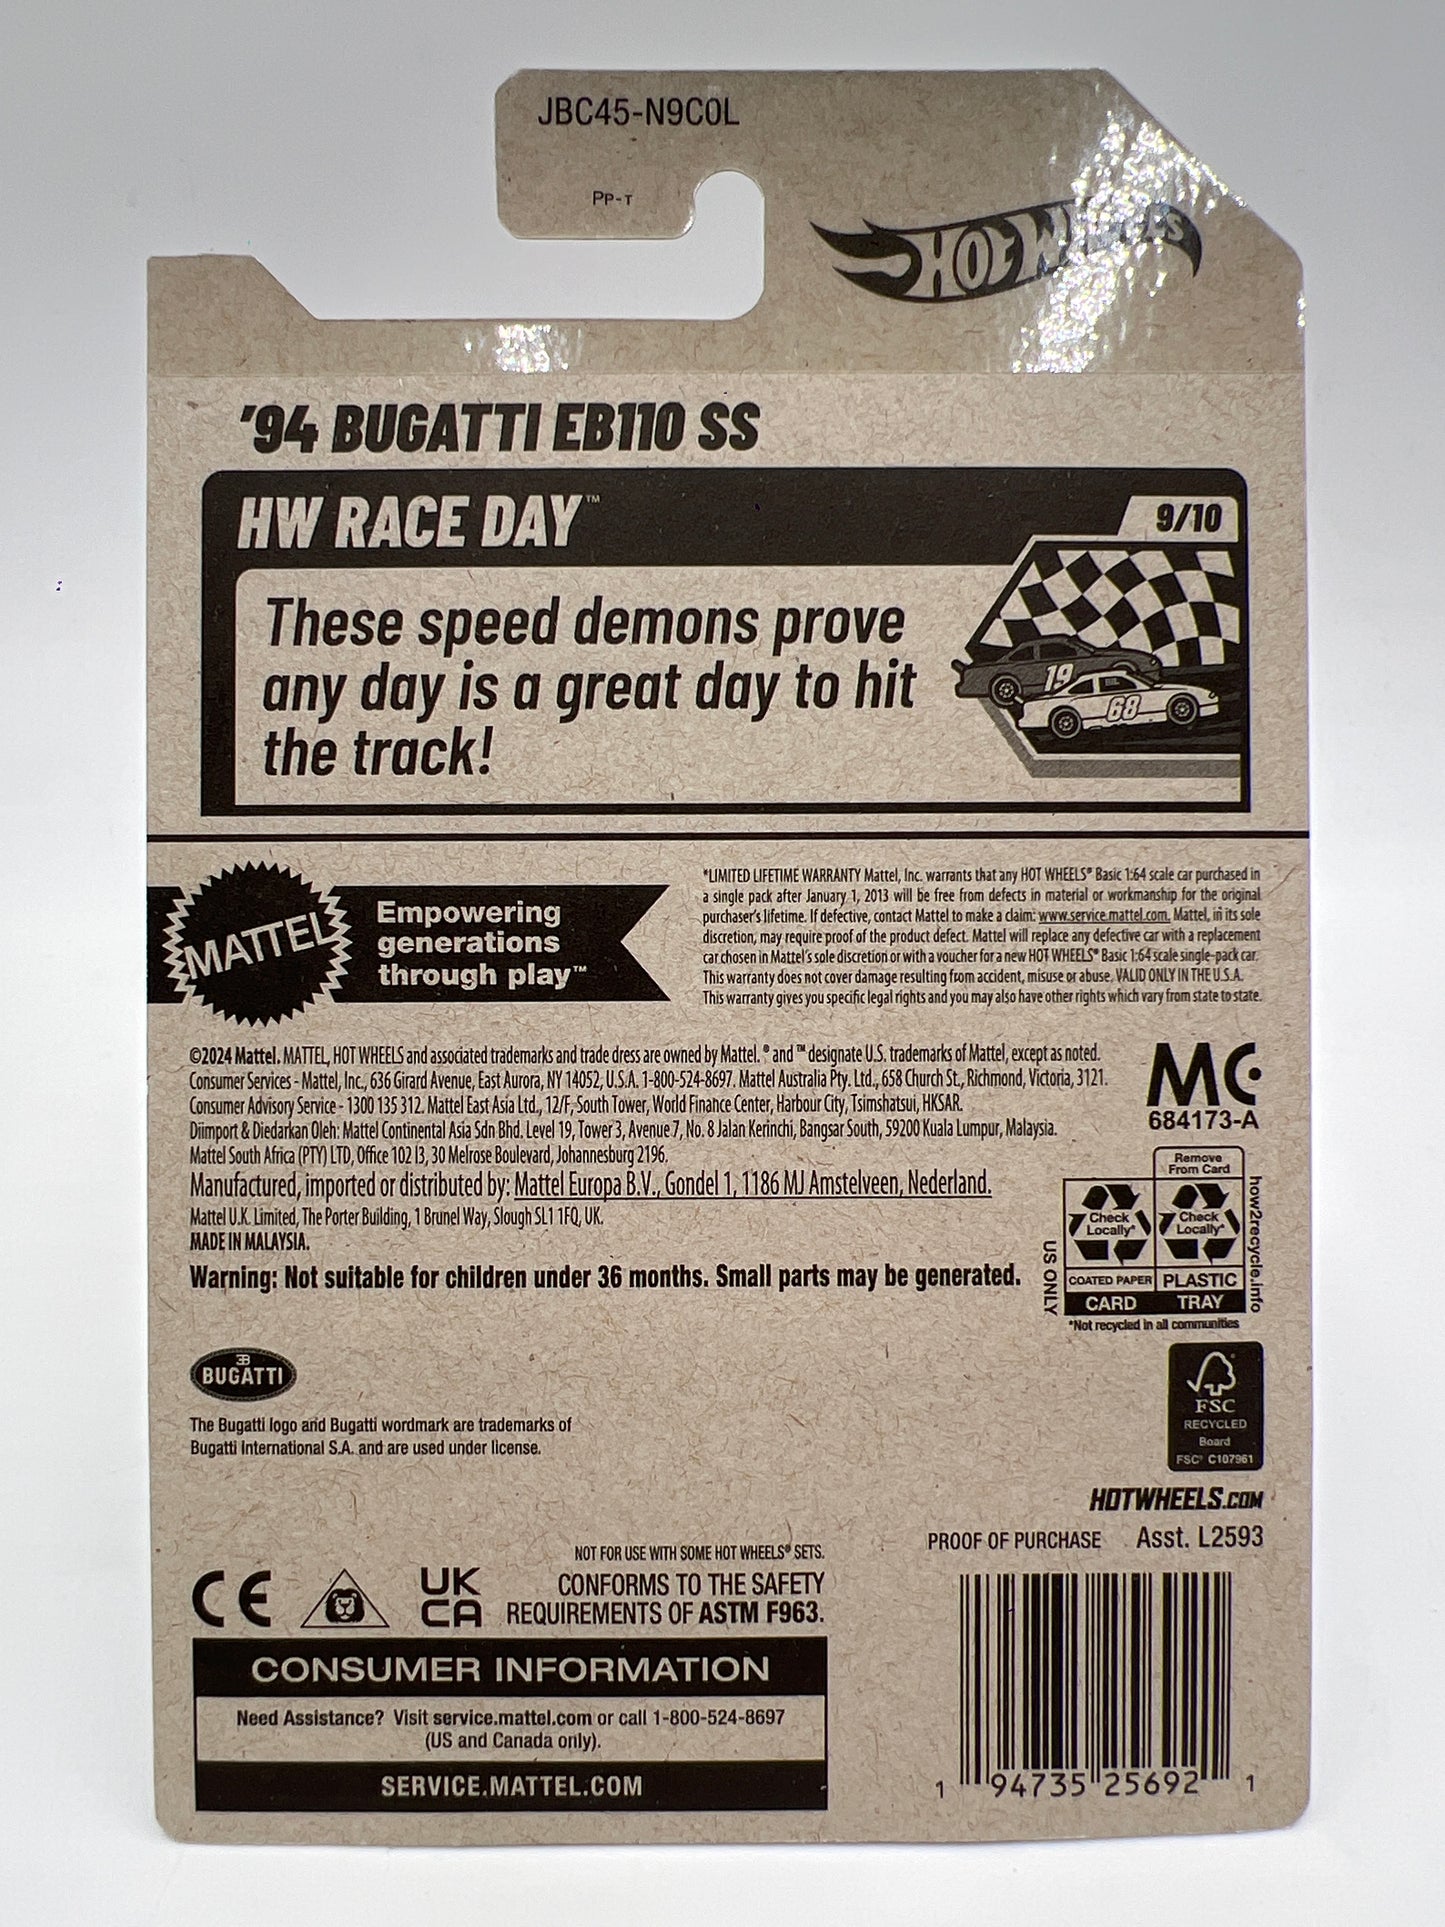 JBC45-N9C0L
PP-T
HOT WHEELS
'94 BUGATTI EB110 SS
HW RACE DAY™
9/10
These speed demons prove
any day is a great day to hit
the track!
19
68
MATTEL
Empowering
generations
through play™
*LIMITED LIFETIME WARRANTY Mattel, Inc. warrants that any HOT WHEELS® Basic 1:64 scale car purchased in
a single pack after January 1, 2013 will be free from defects in material or workmanship for the original
purchaser's lifetime. If defective, contact Mattel to make a claim: www.service.mattel.com. Mattel, in its sole
discretion, may require proof of the product defect. Mattel will replace any defective car with a replacement
car chosen in Mattel's sole discretion or with a voucher for a new HOT WHEELS® Basic 1:64 scale single-pack car.
This warranty does not cover damage resulting from accident, misuse or abuse. VALID ONLY IN THE U.S.A.
This warranty gives you specific legal rights and you may also have other rights which vary from state to state.
©2024 Mattel. MATTEL, HOT WHEELS and associated trademarks and trade dress are owned by Mattel. ® and ™ designate U.S. trademarks of Mattel, except as noted.
Consumer Services - Mattel, Inc., 636 Girard Avenue, East Aurora, NY 14052, U.S.A. 1-800-524-8697. Mattel Australia Pty. Ltd., 658 Church St., Richmond, Victoria, 3121.
Consumer Advisory Service - 1300 135 312. Mattel East Asia Ltd., 12/F, South Tower, World Finance Center, Harbour City, Tsimshatsui, HKSAR.
Diimport & Diedarkan Oleh: Mattel Continental Asia Sdn Bhd. Level 19, Tower 3, Avenue 7, No. 8 Jalan Kerinchi, Bangsar South, 59200 Kuala Lumpur, Malaysia.
Mattel South Africa (PTY) LTD, Office 102 I3, 30 Melrose Boulevard, Johannesburg 2196.
Manufactured, imported or distributed by: Mattel Europa B.V., Gondel 1, 1186 MJ Amstelveen, Nederland.
Mattel U.K. Limited, The Porter Building, 1 Brunel Way, Slough SL1 1FQ, UK.
MADE IN MALAYSIA.
Warning: Not suitable for children under 36 months. Small parts may be generated.
MC
684173-A
Remove
From Card
Check
Locally*
Check
Locally*
COATED PAPER
PLASTIC
CARD
TRAY
US ONLY
how2recycle.info
*Not recycled in all communities
EB
BUGATTI
The Bugatti logo and Bugatti wordmark are trademarks of
Bugatti International S.A. and are used under license.
FSC
RECYCLED
Board
FSC® C107961
HOTWHEELS.COM
PROOF OF PURCHASE Asst. L2593
NOT FOR USE WITH SOME HOT WHEELS® SETS.
CE
UK
CA
CONFORMS TO THE SAFETY
REQUIREMENTS OF ASTM F963.
CONSUMER INFORMATION
Need Assistance? Visit service.mattel.com or call 1-800-524-8697
(US and Canada only).
SERVICE.MATTEL.COM
1 94735 25692 1